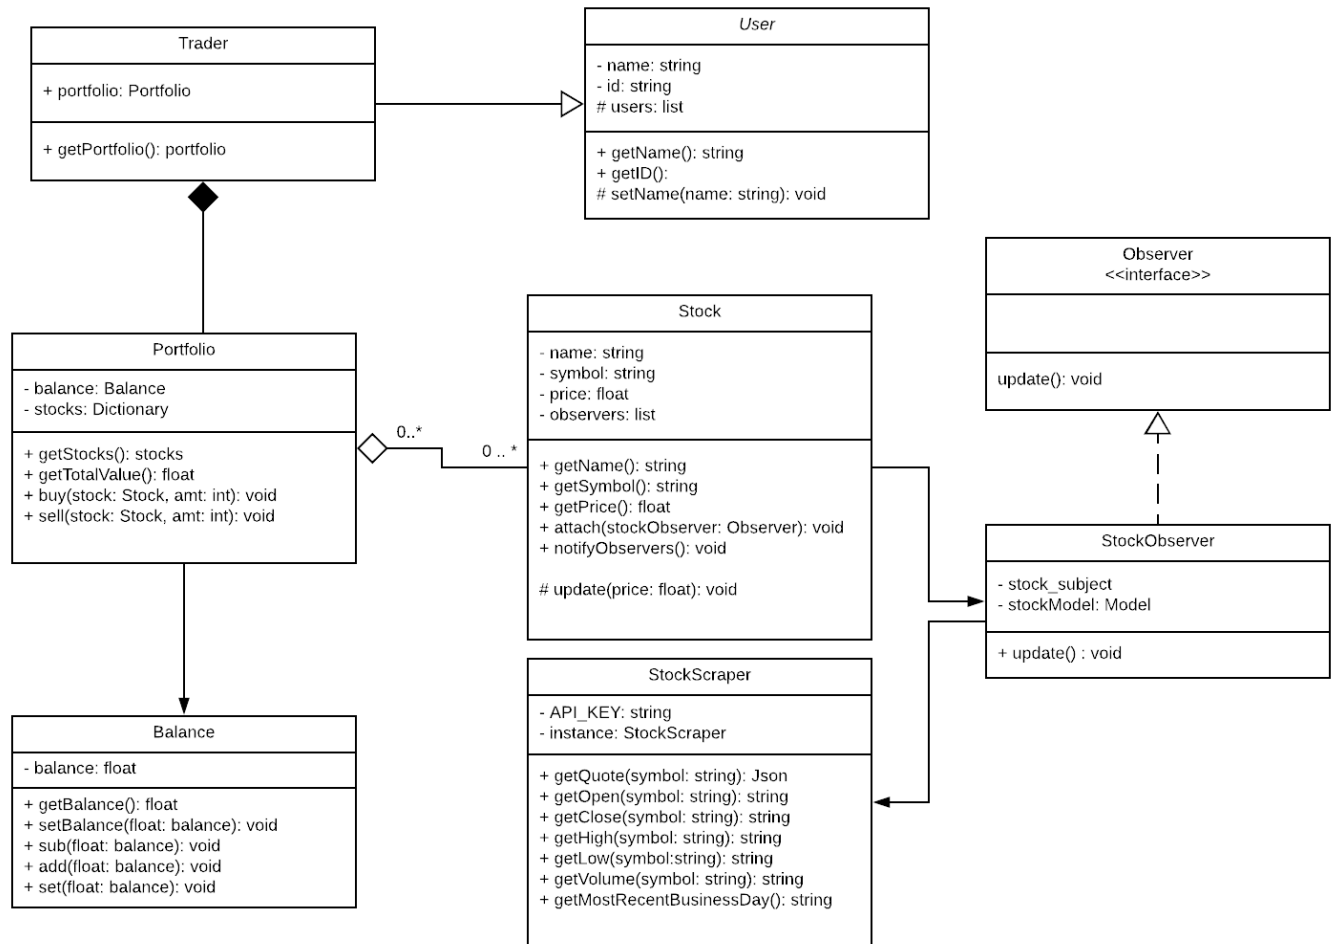 Trader
+ portfolio: Portfolio
+ getPortfolio(): portfolio
User
- name: string
- id: string
# users: list
+ getName(): string
+ getID():
# setName(name: string): void
Observer
<<interface>>
update(): void
Portfolio
- balance: Balance
- stocks: Dictionary
+ getStocks(): stocks
+ getTotalValue(): float
+ buy(stock: Stock, amt: int): void
+ sell(stock: Stock, amt: int): void
0..*
0 .. *
Stock
- name: string
- symbol: string
- price: float
- observers: list
+ getName(): string
+ getSymbol(): string
+ getPrice(): float
+ attach(stockObserver: Observer): void
+ notifyObservers(): void
# update(price: float): void
StockObserver
- stock_subject
- stockModel: Model
+ update() : void
Balance
- balance: float
+ getBalance(): float
+ setBalance(float: balance): void
+ sub(float: balance): void
+ add(float: balance): void
+ set(float: balance): void
StockScraper
- API_KEY: string
- instance: StockScraper
+ getQuote(symbol: string): Json
+ getOpen(symbol: string): string
+ getClose(symbol: string): string
+ getHigh(symbol: string): string
+ getLow(symbol:string): string
+ getVolume(symbol: string): string
+ getMostRecentBusinessDay(): string